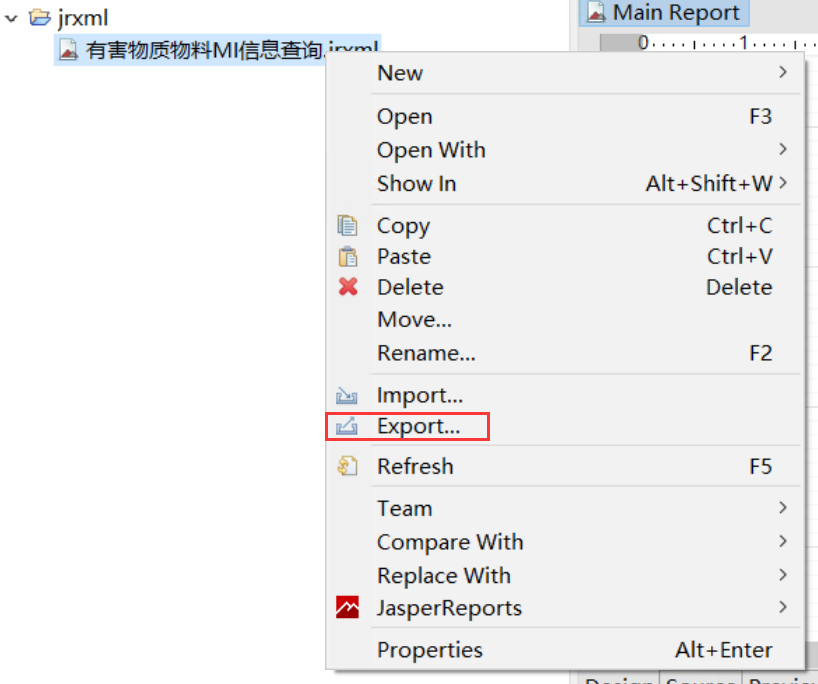 jrxml
有害物质物料MI信息查询.jrxml
Main Report
0 1
New
Open F3
Open With
Show In Alt+Shift+W
Copy Ctrl+C
Paste Ctrl+V
Delete Delete
Move...
Rename... F2
Import...
Export...
Refresh F5
Team
Compare With
Replace With
JasperReports
Properties Alt+Enter
Design Source Preview